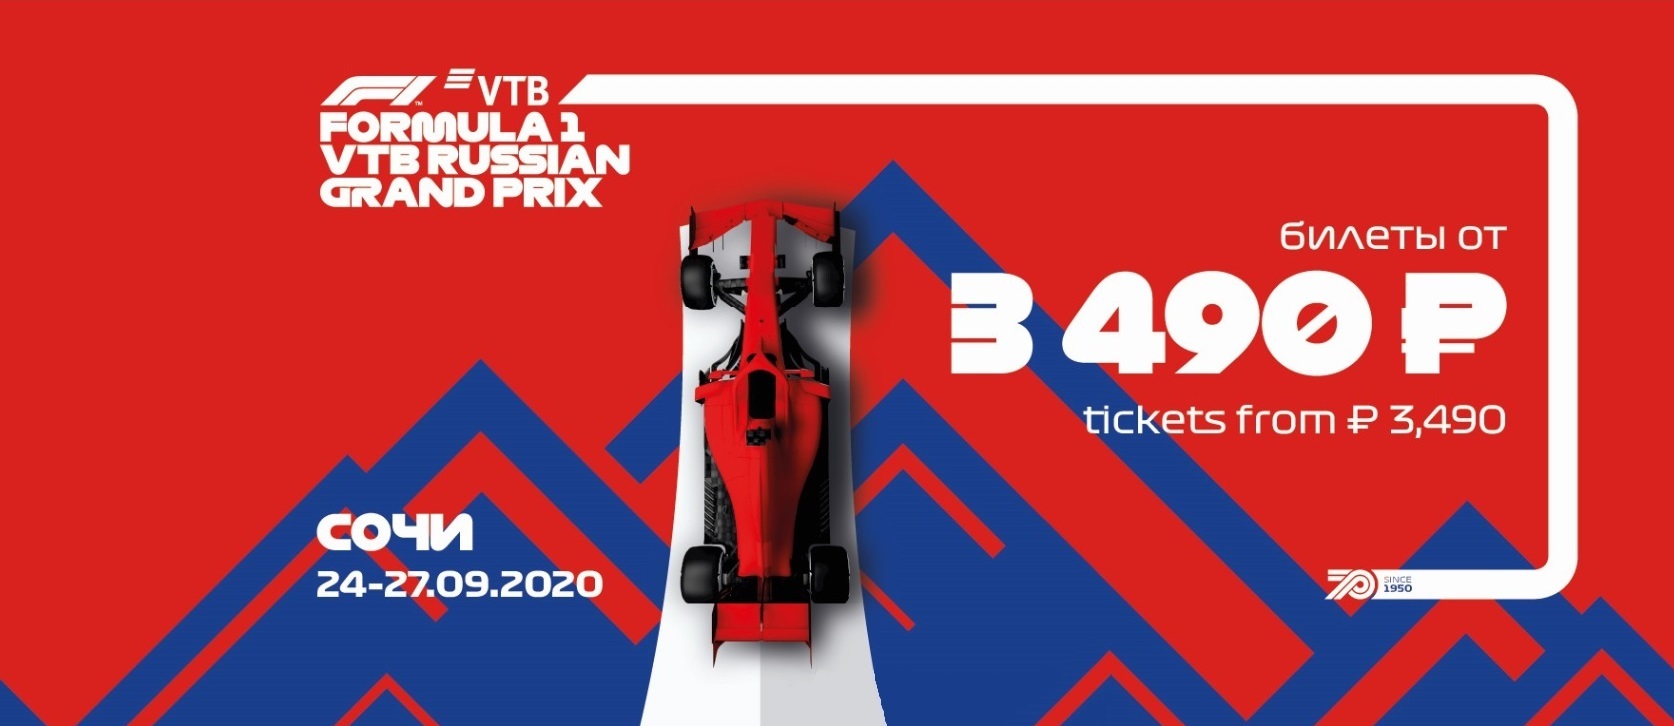 F1 VTB
FORMULA 1
VTB RUSSIAN
GRAND PRIX
билеты от
3 490 ₽
tickets from ₽ 3,490
СОЧИ
24-27.09.2020
70 SINCE
1950